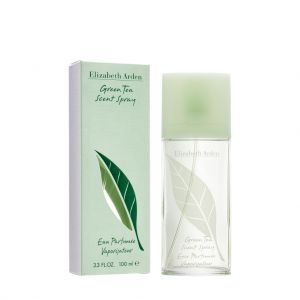 Elizabeth Arden
Green Tea
Scent Spray
Eau Parfumée
Vaporisateur
3.3 FL.OZ. 100 ml ℮
Elizabeth Arden
Green Tea
Scent Spray
Eau Parfumée
Vaporisateur